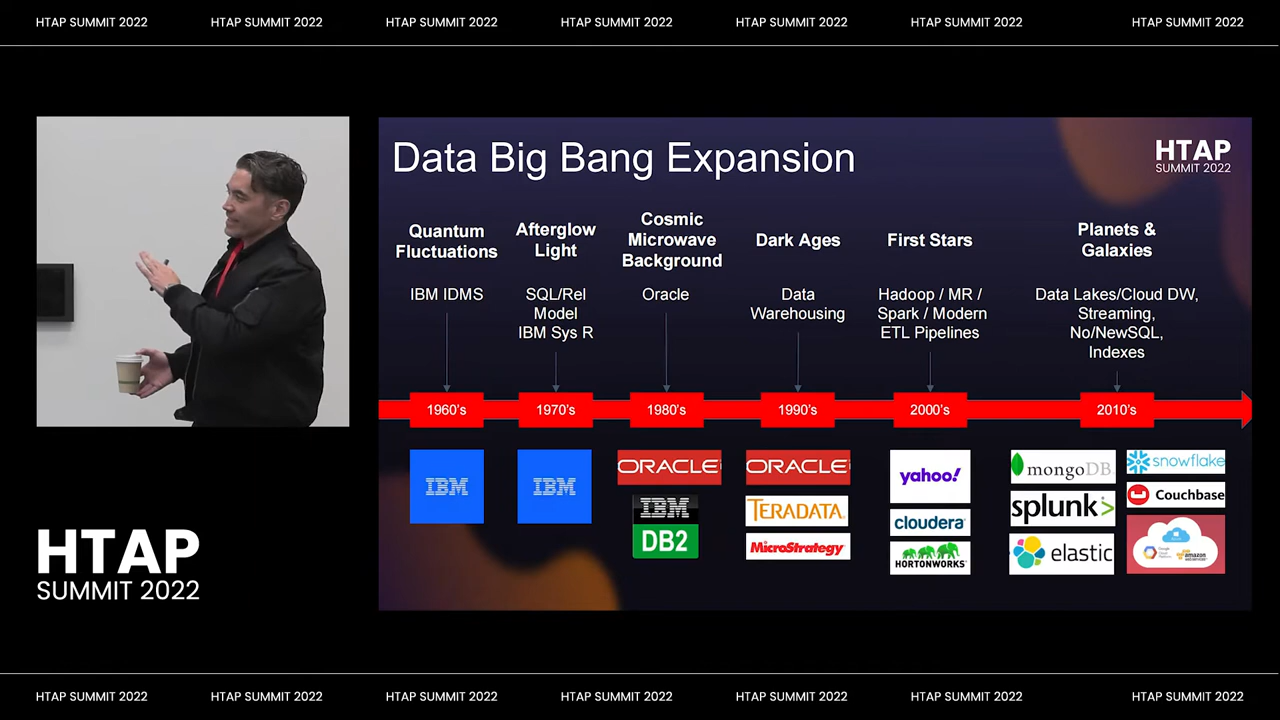 HTAP SUMMIT 2022 HTAP SUMMIT 2022 HTAP SUMMIT 2022 HTAP SUMMIT 2022 HTAP SUMMIT 2022 HTAP SUMMIT 2022 HTAP SUMMIT 2022
Data Big Bang Expansion
HTAP
SUMMIT 2022
Quantum
Fluctuations
IBM IDMS
Afterglow
Light
SQL/Rel
Model
IBM Sys R
Cosmic
Microwave
Background
Oracle
Dark Ages
Data
Warehousing
First Stars
Hadoop / MR /
Spark / Modern
ETL Pipelines
Planets &
Galaxies
Data Lakes/Cloud DW,
Streaming,
No/NewSQL,
Indexes
1960's 1970's 1980's 1990's 2000's 2010's
IBM
IBM
ORACLE
IBM
DB2
ORACLE
TERADATA
MicroStrategy
yahoo!
cloudera
HORTONWORKS
mongoDB
splunk>
elastic
snowflake
Couchbase
Google
Cloud
Platform
amazon
HTAP
SUMMIT 2022
HTAP SUMMIT 2022 HTAP SUMMIT 2022 HTAP SUMMIT 2022 HTAP SUMMIT 2022 HTAP SUMMIT 2022 HTAP SUMMIT 2022 HTAP SUMMIT 2022